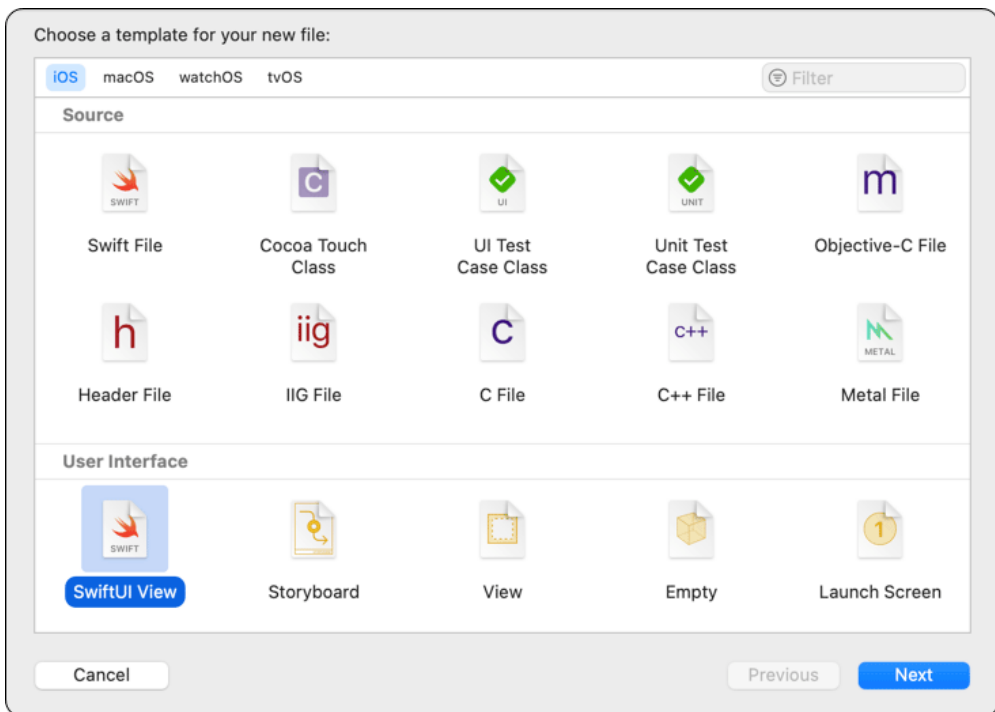 Choose a template for your new file:
iOS macOS watchOS tvOS Filter
Source
SWIFT C UI UNIT m
Swift File Cocoa Touch Class UI Test Case Class Unit Test Case Class Objective-C File
h iig C C++ METAL
Header File IIG File C File C++ File Metal File
User Interface
SWIFT 1
SwiftUI View Storyboard View Empty Launch Screen
Cancel Previous Next